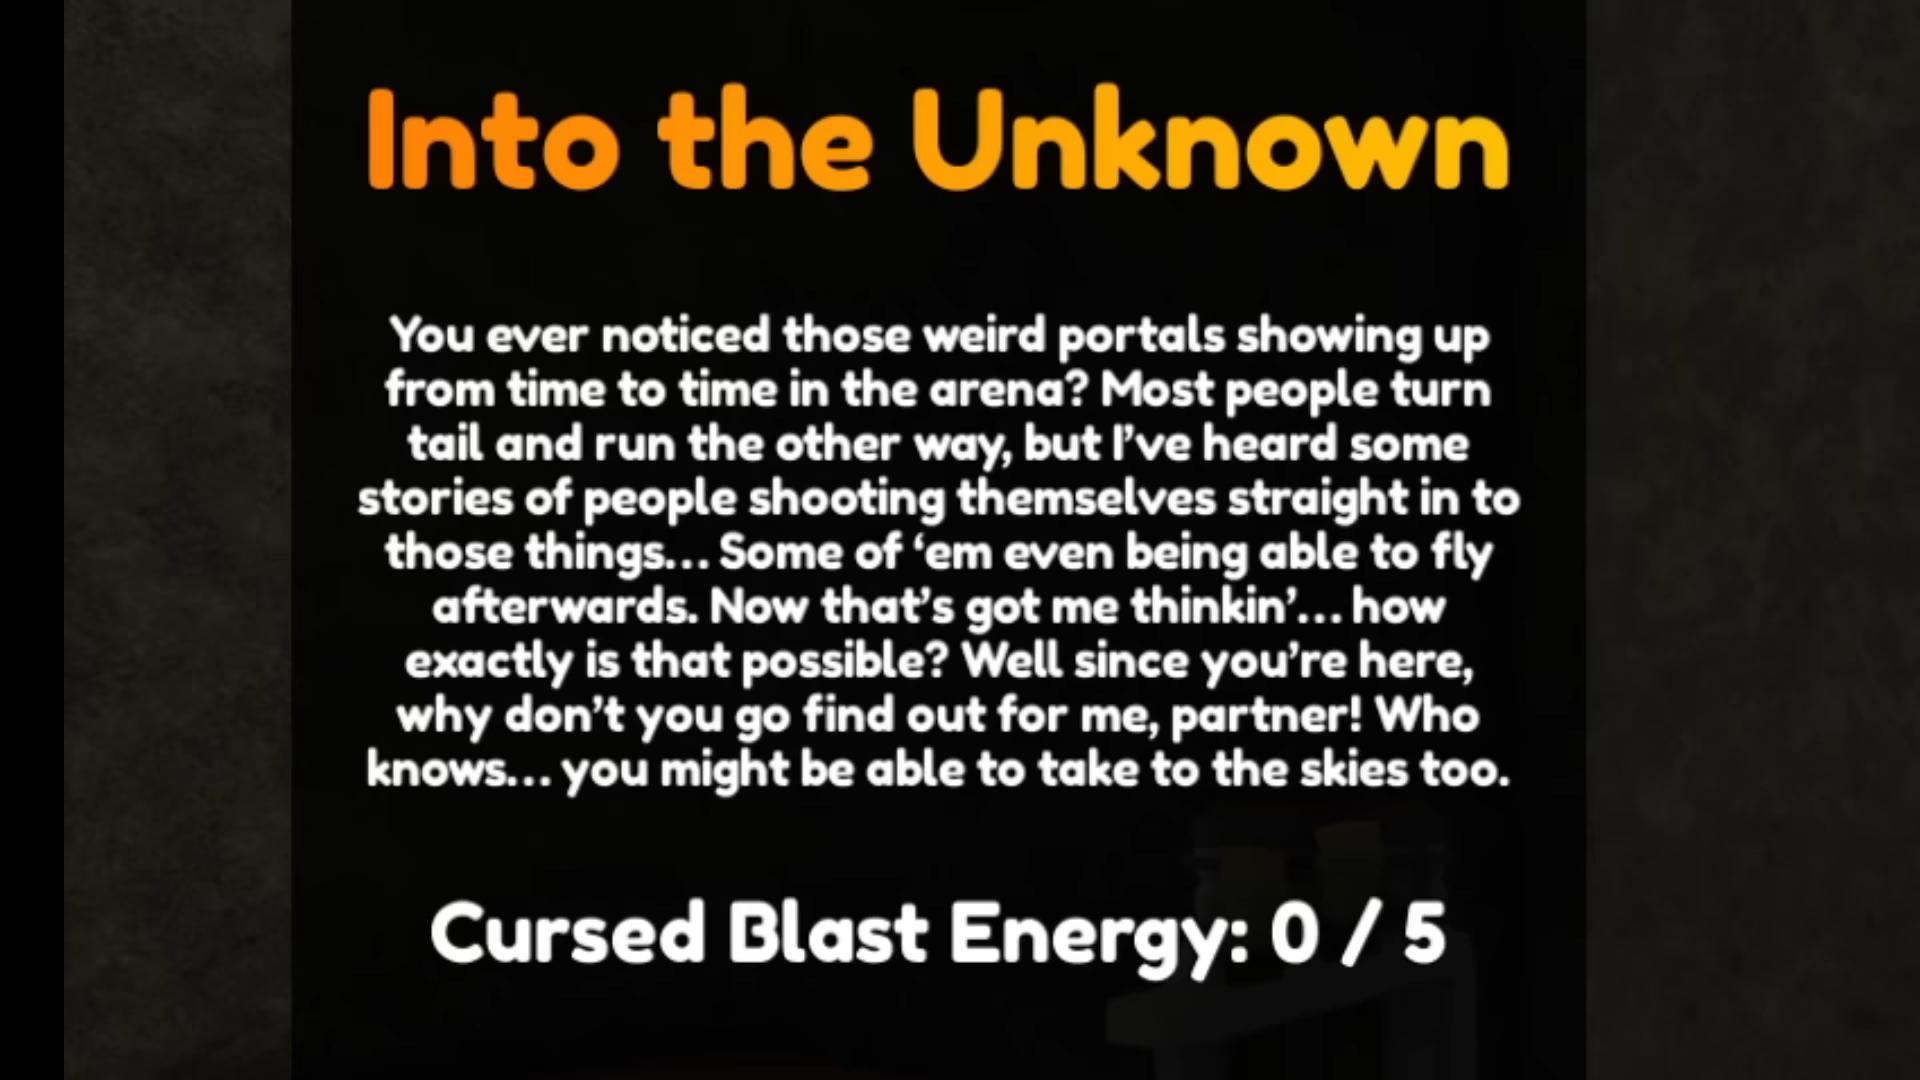 Into the Unknown
You ever noticed those weird portals showing up
from time to time in the arena? Most people turn
tail and run the other way, but I’ve heard some
stories of people shooting themselves straight in to
those things... Some of ‘em even being able to fly
afterwards. Now that’s got me thinkin’... how
exactly is that possible? Well since you’re here,
why don’t you go find out for me, partner! Who
knows... you might be able to take to the skies too.
Cursed Blast Energy: 0 / 5